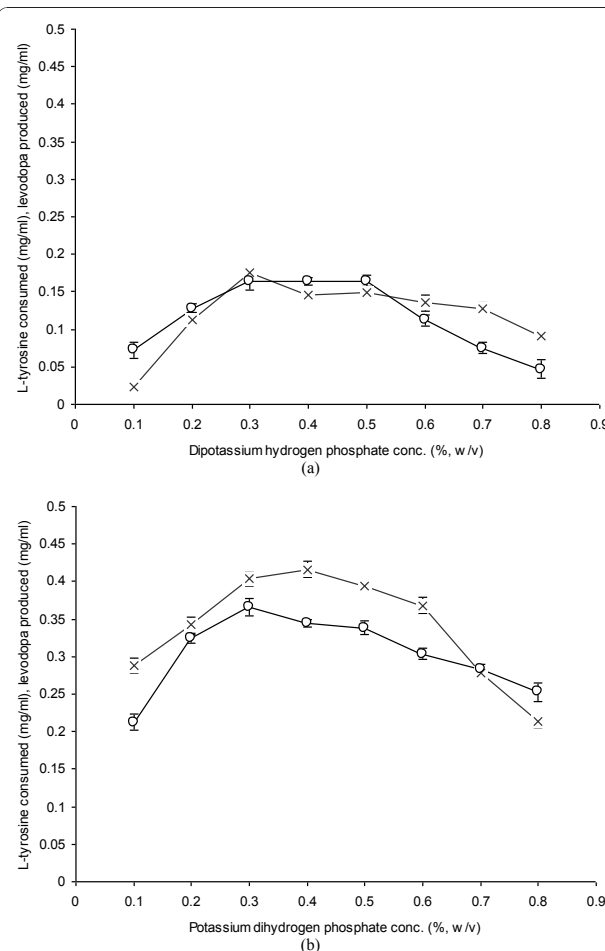 0.5
0.45
0.4
0.35
0.3
0.25
0.2
0.15
0.1
0.05
0
L-tyrosine consumed (mg/ml), levodopa produced (mg/ml)
0 0.1 0.2 0.3 0.4 0.5 0.6 0.7 0.8 0.9
Dipotassium hydrogen phosphate conc. (%, w/v)
(a)
0.5
0.45
0.4
0.35
0.3
0.25
0.2
0.15
0.1
0.05
0
L-tyrosine consumed (mg/ml), levodopa produced (mg/ml)
0 0.1 0.2 0.3 0.4 0.5 0.6 0.7 0.8 0.9
Potassium dihydrogen phosphate conc. (%, w/v)
(b)